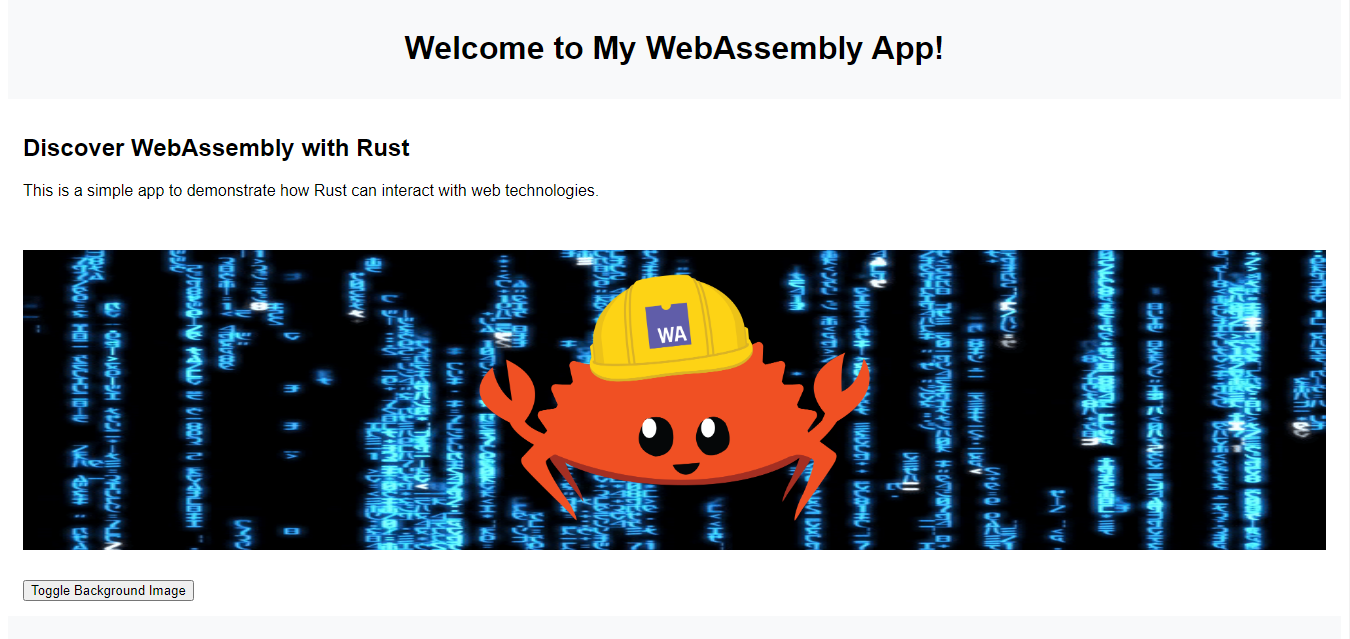 Welcome to My WebAssembly App!
Discover WebAssembly with Rust
This is a simple app to demonstrate how Rust can interact with web technologies.
WA
Toggle Background Image